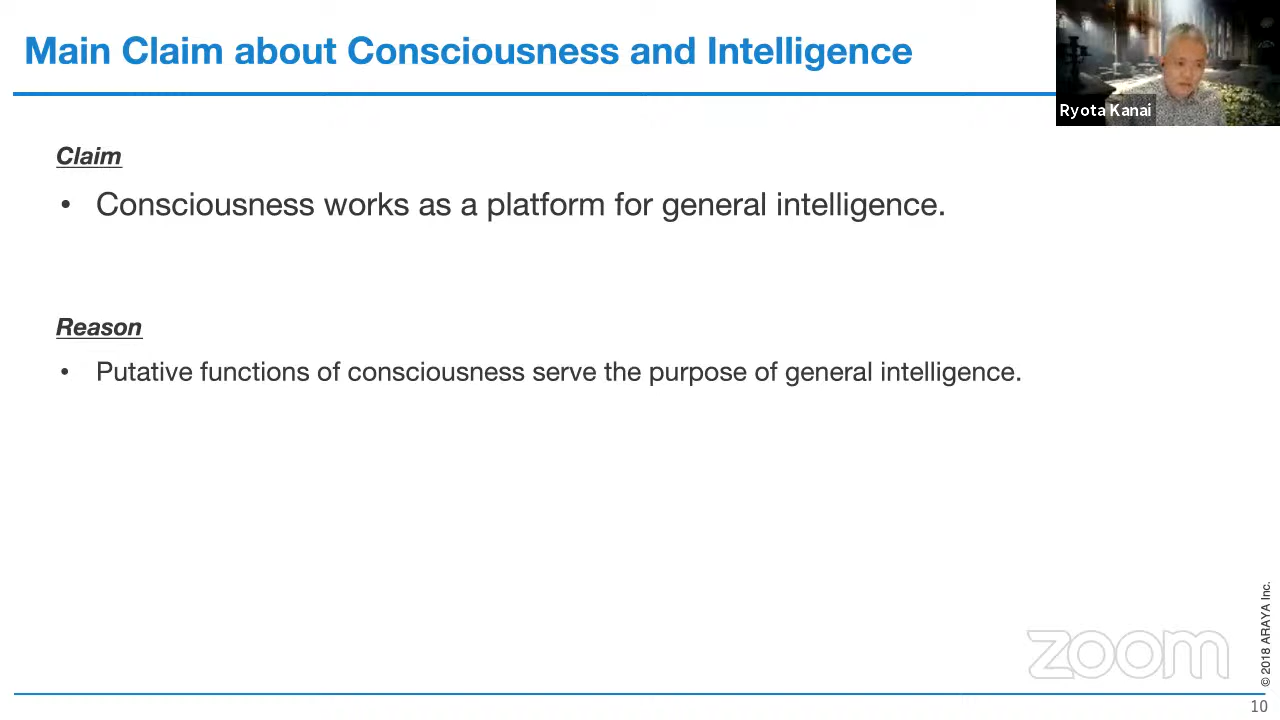 Main Claim about Consciousness and Intelligence
Ryota Kanai
Claim
• Consciousness works as a platform for general intelligence.
Reason
• Putative functions of consciousness serve the purpose of general intelligence.
zoom
© 2018 ARAYA Inc.
10